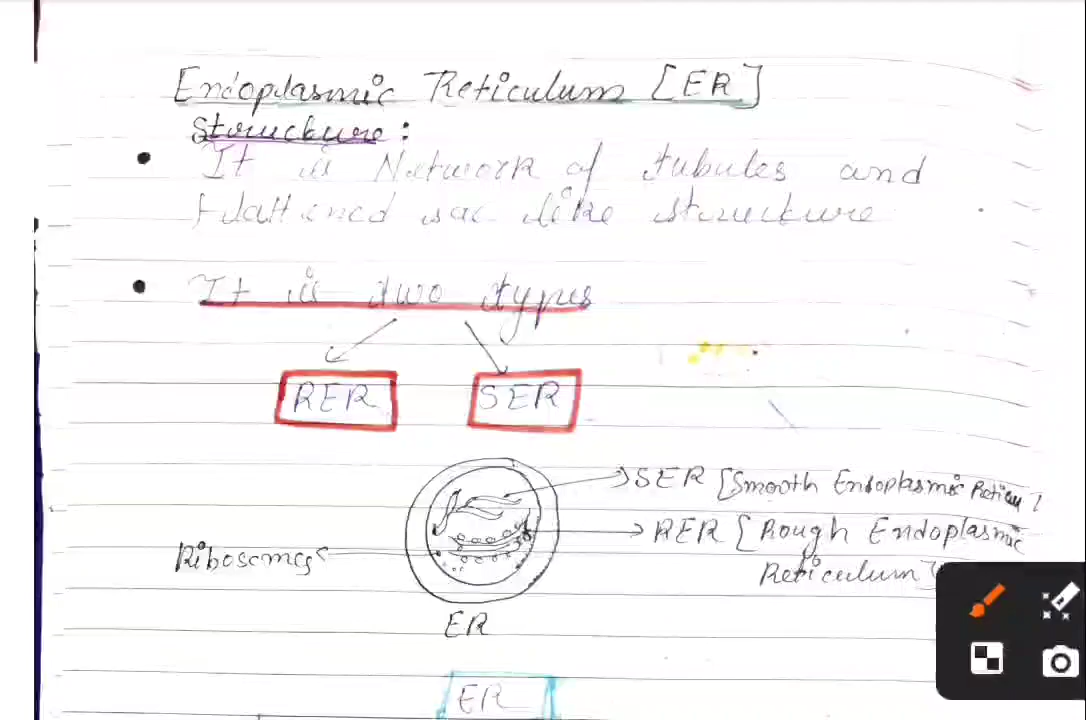 Endoplasmic Reticulum [ER]
Structure:
• It is Network of tubules and
flattened sac like structure
• It is two types
RER SER
SER [Smooth Endoplasmic
RER [Rough Endoplasmic
Ribosomes
Reticulum
ER
ER